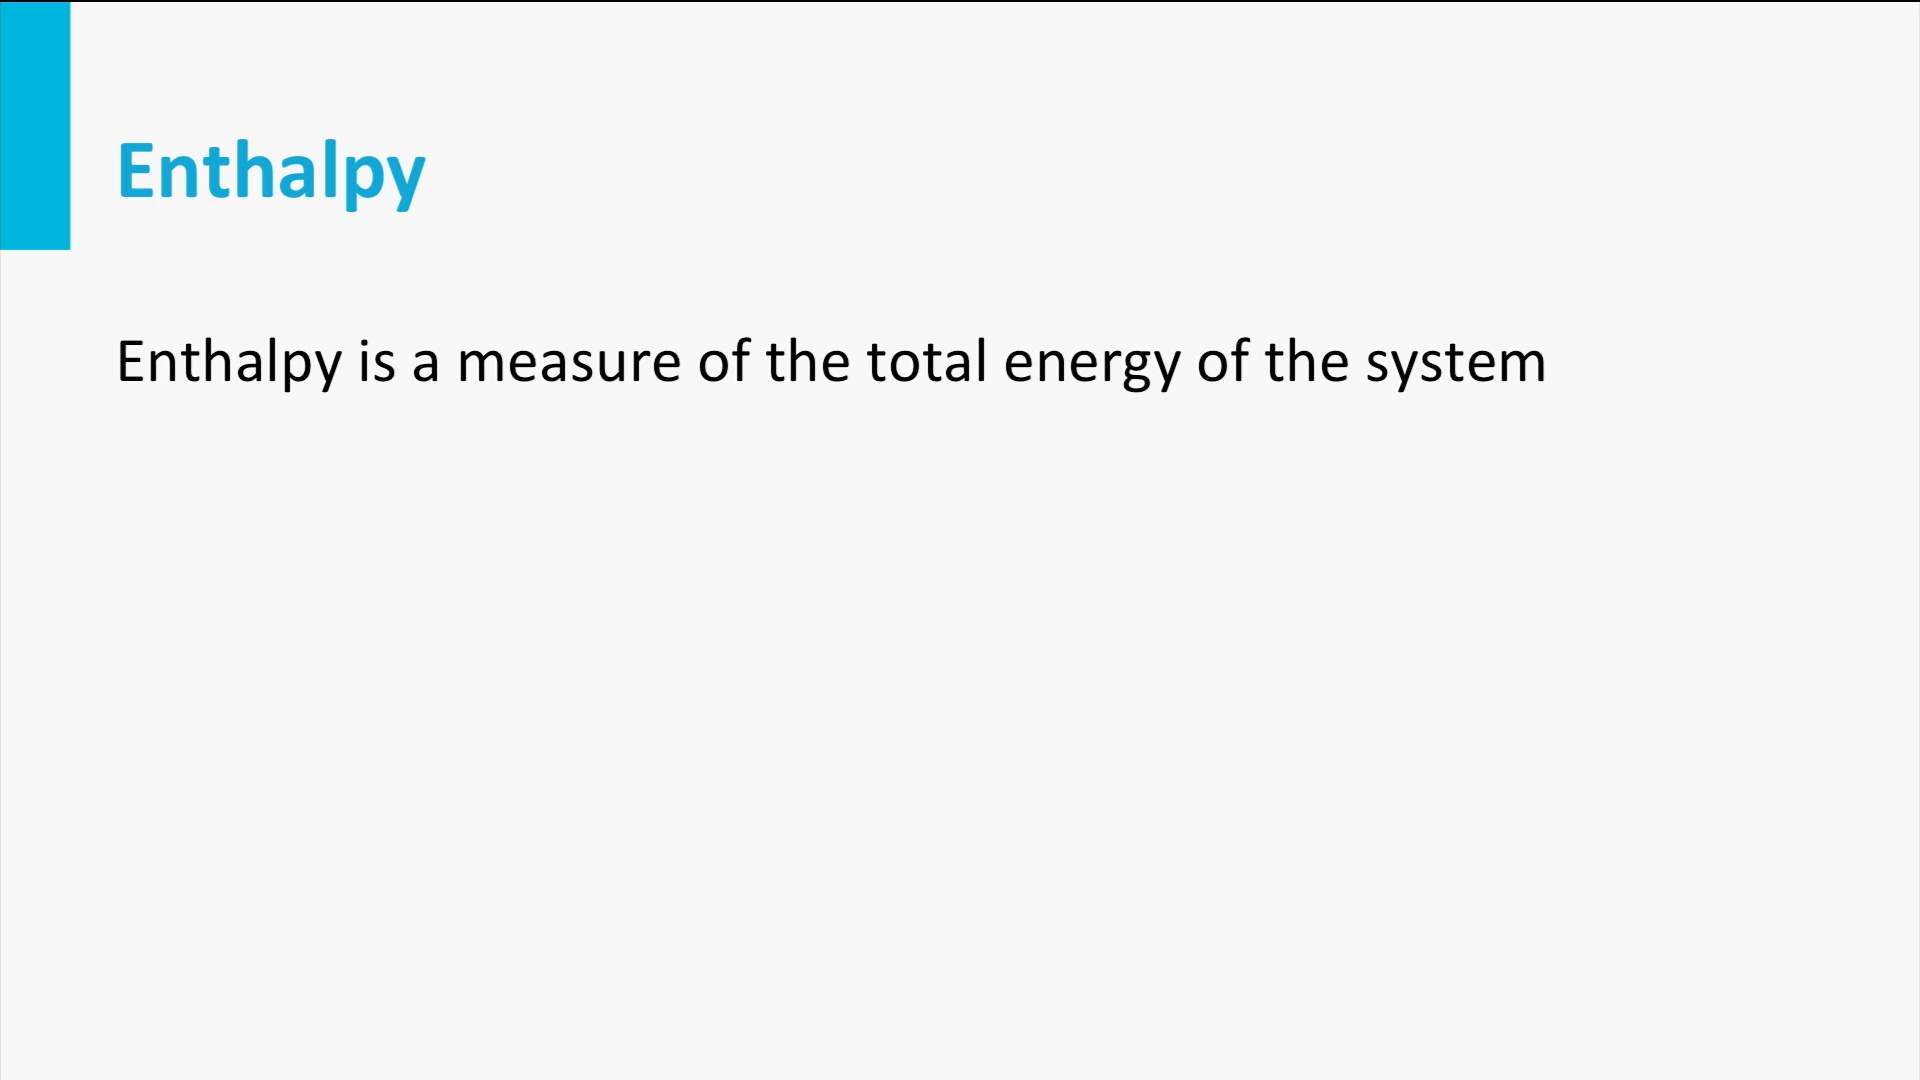 Enthalpy
Enthalpy is a measure of the total energy of the system